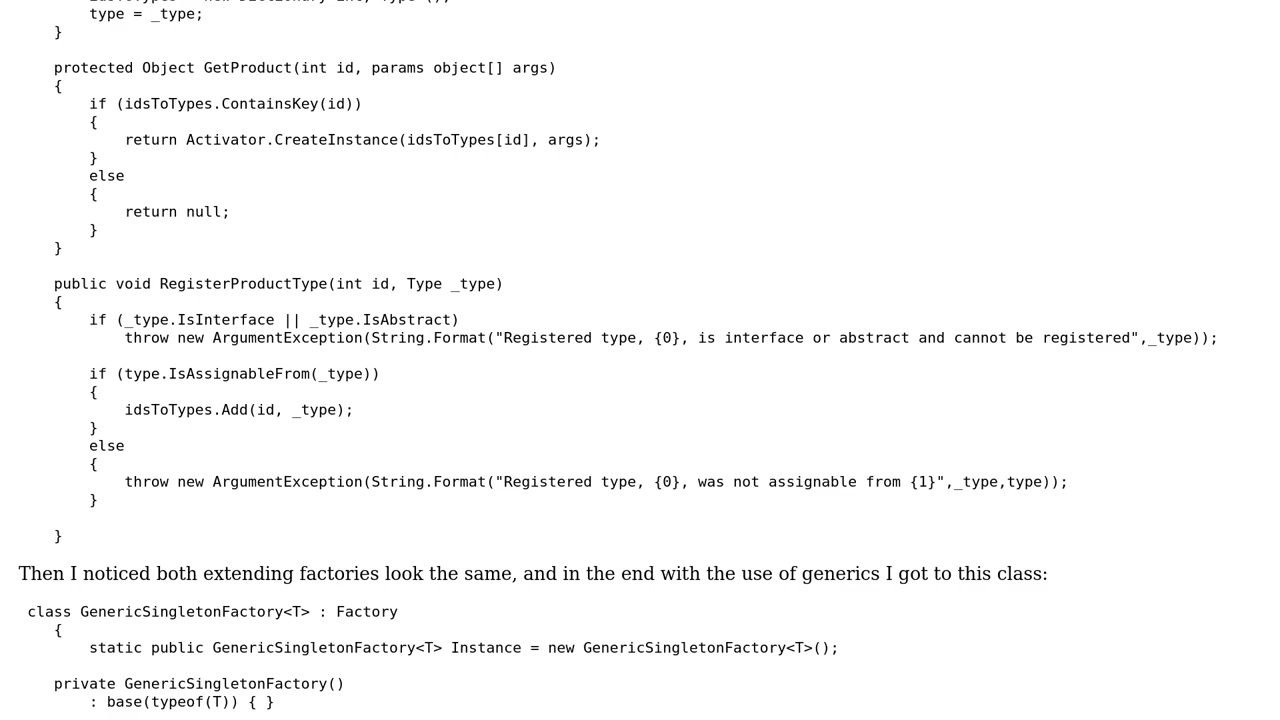 type = _type;
}
protected Object GetProduct(int id, params object[] args)
{
if (idsToTypes.ContainsKey(id))
{
return Activator.CreateInstance(idsToTypes[id], args);
}
else
{
return null;
}
}
public void RegisterProductType(int id, Type _type)
{
if (_type.IsInterface || _type.IsAbstract)
throw new ArgumentException(String.Format("Registered type, {0}, is interface or abstract and cannot be registered",_type));
if (type.IsAssignableFrom(_type))
{
idsToTypes.Add(id, _type);
}
else
{
throw new ArgumentException(String.Format("Registered type, {0}, was not assignable from {1}",_type,type));
}
}
Then I noticed both extending factories look the same, and in the end with the use of generics I got to this class:
class GenericSingletonFactory<T> : Factory
{
static public GenericSingletonFactory<T> Instance = new GenericSingletonFactory<T>();
private GenericSingletonFactory()
: base(typeof(T)) { }